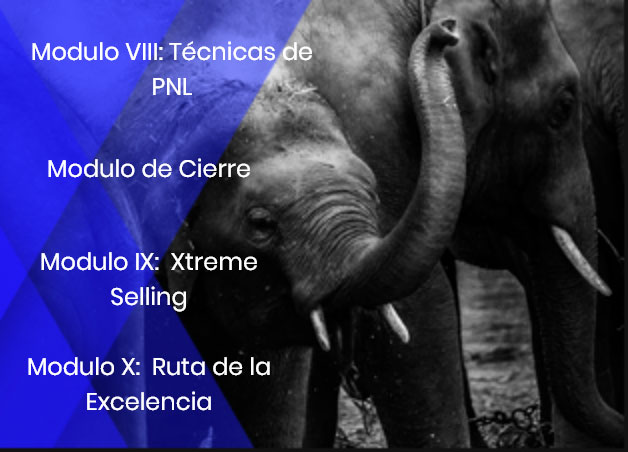 Modulo VIII: Técnicas de
PNL
Modulo de Cierre
Modulo IX:  Xtreme
Selling
Modulo X:  Ruta de la
Excelencia